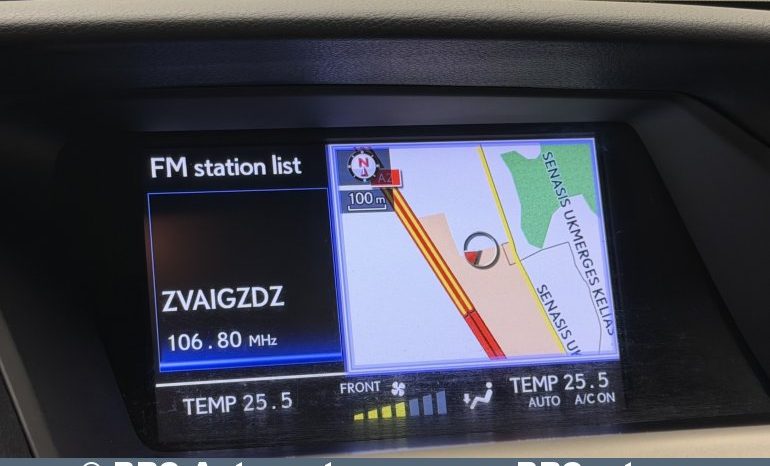 FM station list
ZVAIGZDZ
106.80 MHz
N
A2
100 m
SENASIS UKMERGES KELIAS
SENASIS UK
TEMP 25.5
FRONT
TEMP 25.5
AUTO A/C ON